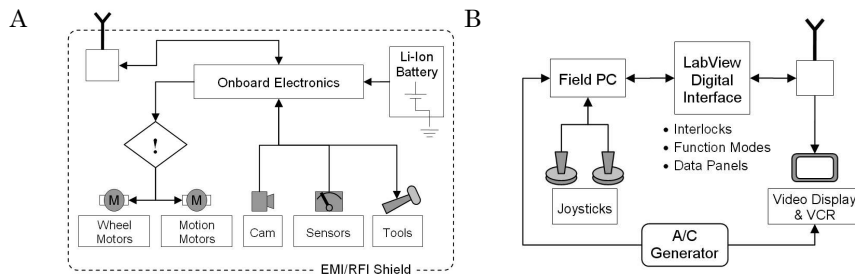 A
Onboard Electronics
Li-Ion
Battery
!
M
M
Wheel
Motors
Motion
Motors
Cam
Sensors
Tools
EMI/RFI Shield
B
Field PC
LabView
Digital
Interface
• Interlocks
• Function Modes
• Data Panels
Joysticks
Video Display
& VCR
A/C
Generator